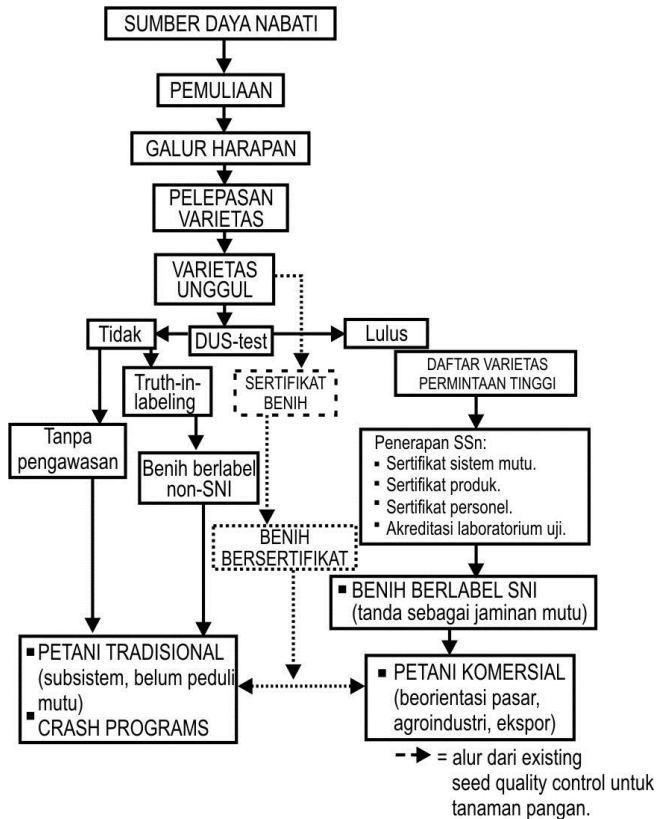 SUMBER DAYA NABATI
PEMULIAAN
GALUR HARAPAN
PELEPASAN
VARIETAS
VARIETAS
UNGGUL
Tidak
DUS-test
Lulus
Truth-in-
labeling
SERTIFIKAT
BENIH
DAFTAR VARIETAS
PERMINTAAN TINGGI
Tanpa
pengawasan
Benih berlabel
non-SNI
Penerapan SSn:
▪ Sertifikat sistem mutu.
▪ Sertifikat produk.
▪ Sertifikat personel.
▪ Akreditasi laboratorium uji.
BENIH
BERSERTIFIKAT
▪ BENIH BERLABEL SNI
(tanda sebagai jaminan mutu)
▪ PETANI TRADISIONAL
(subsistem, belum peduli
mutu)
▪ CRASH PROGRAMS
▪ PETANI KOMERSIAL
(beorientasi pasar,
agroindustri, ekspor)
= alur dari existing
seed quality control untuk
tanaman pangan.